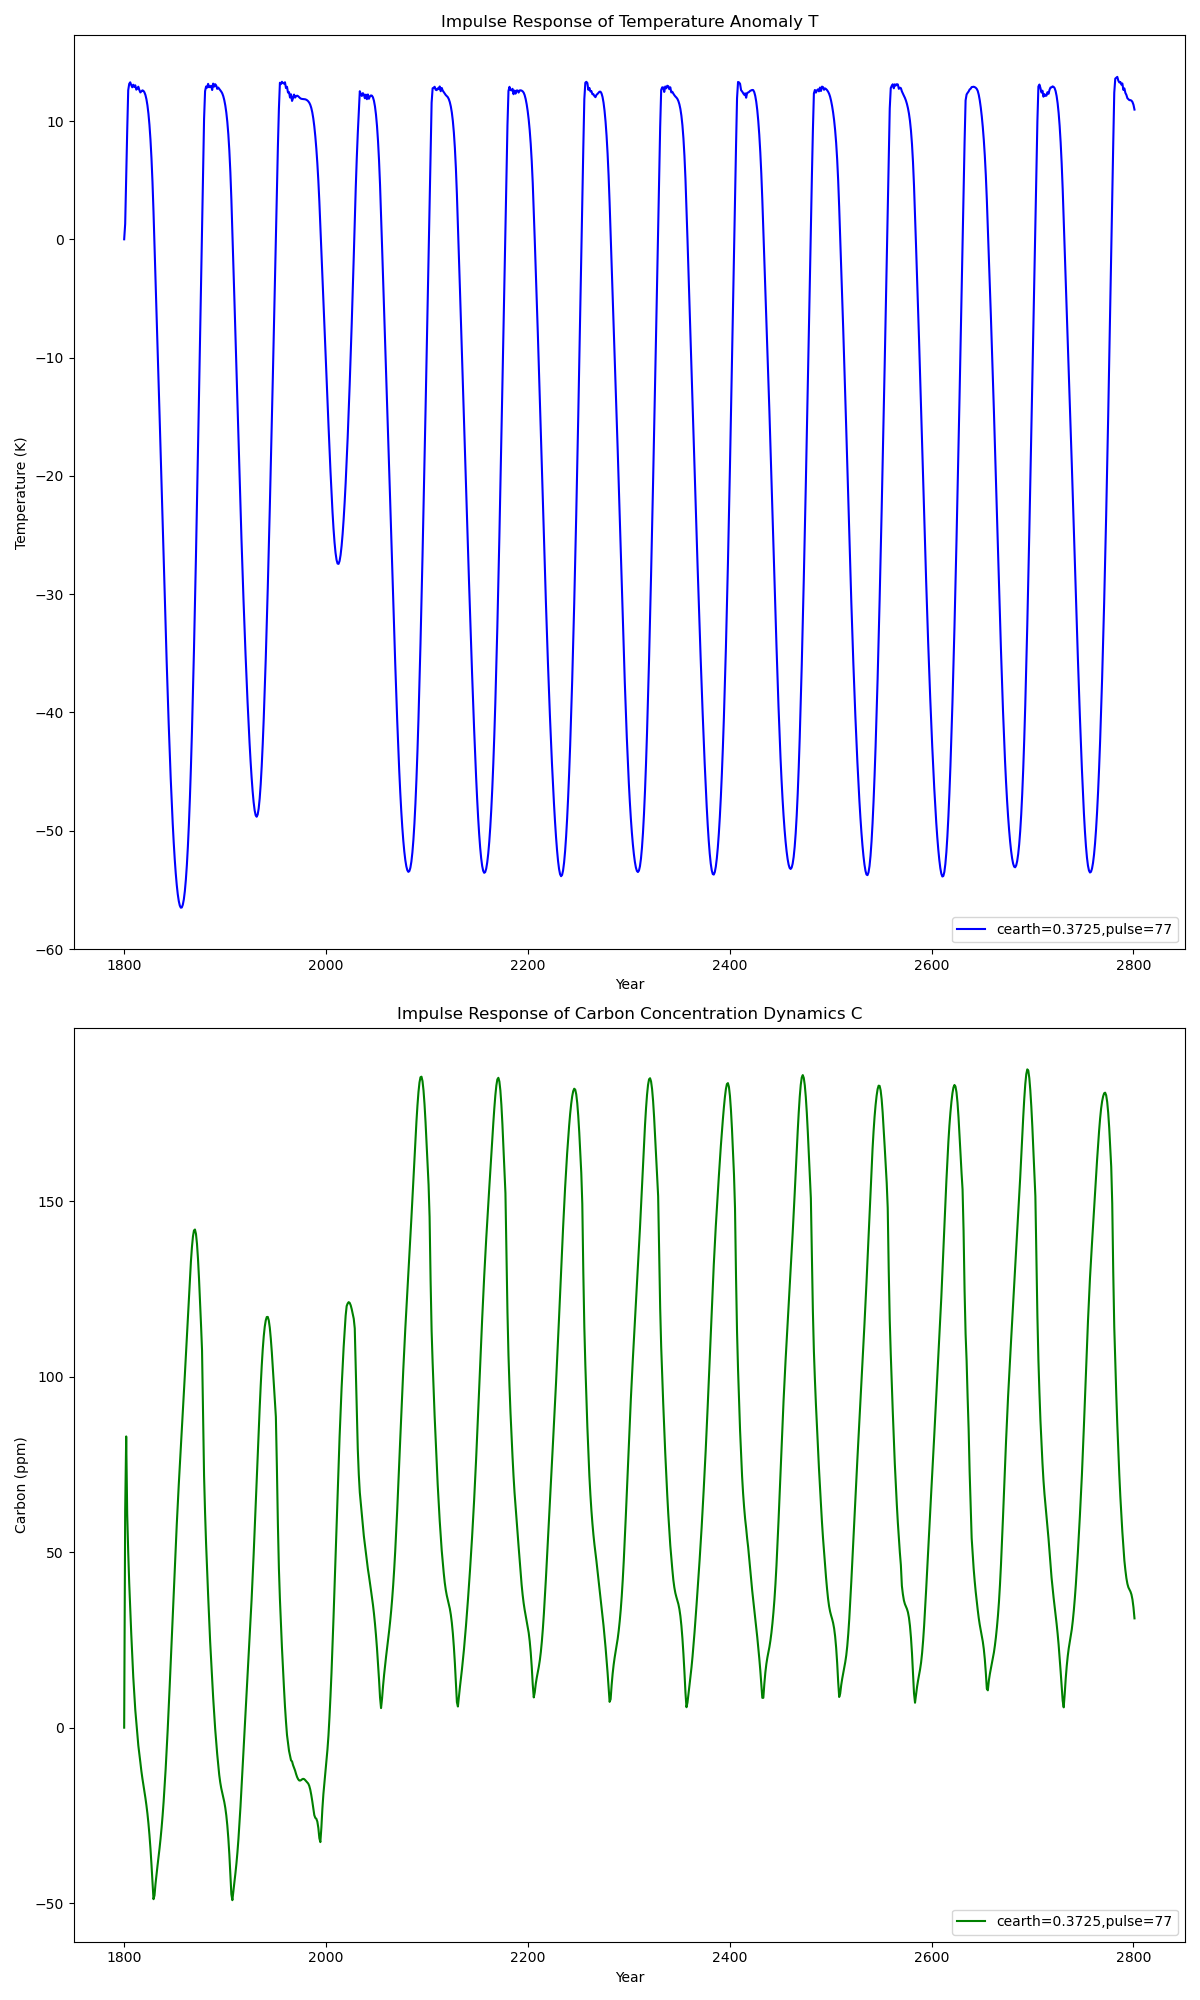 Impulse Response of Temperature Anomaly T
10
0
−10
−20
−30
−40
−50
−60
Temperature (K)
1800 2000 2200 2400 2600 2800
Year
cearth=0.3725,pulse=77
Impulse Response of Carbon Concentration Dynamics C
150
100
50
0
−50
Carbon (ppm)
1800 2000 2200 2400 2600 2800
Year
cearth=0.3725,pulse=77